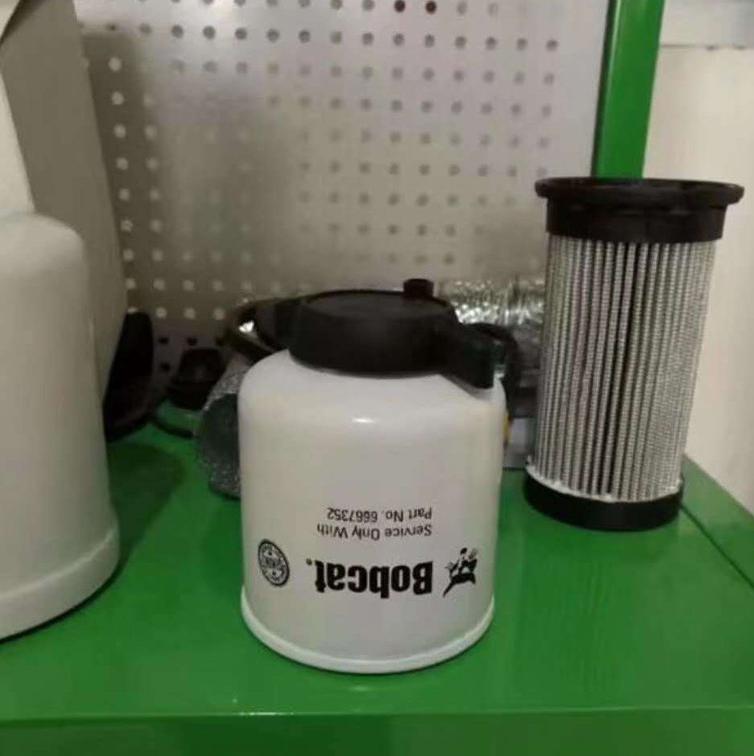 Bobcat.
Service Only With
Part No. 6667352